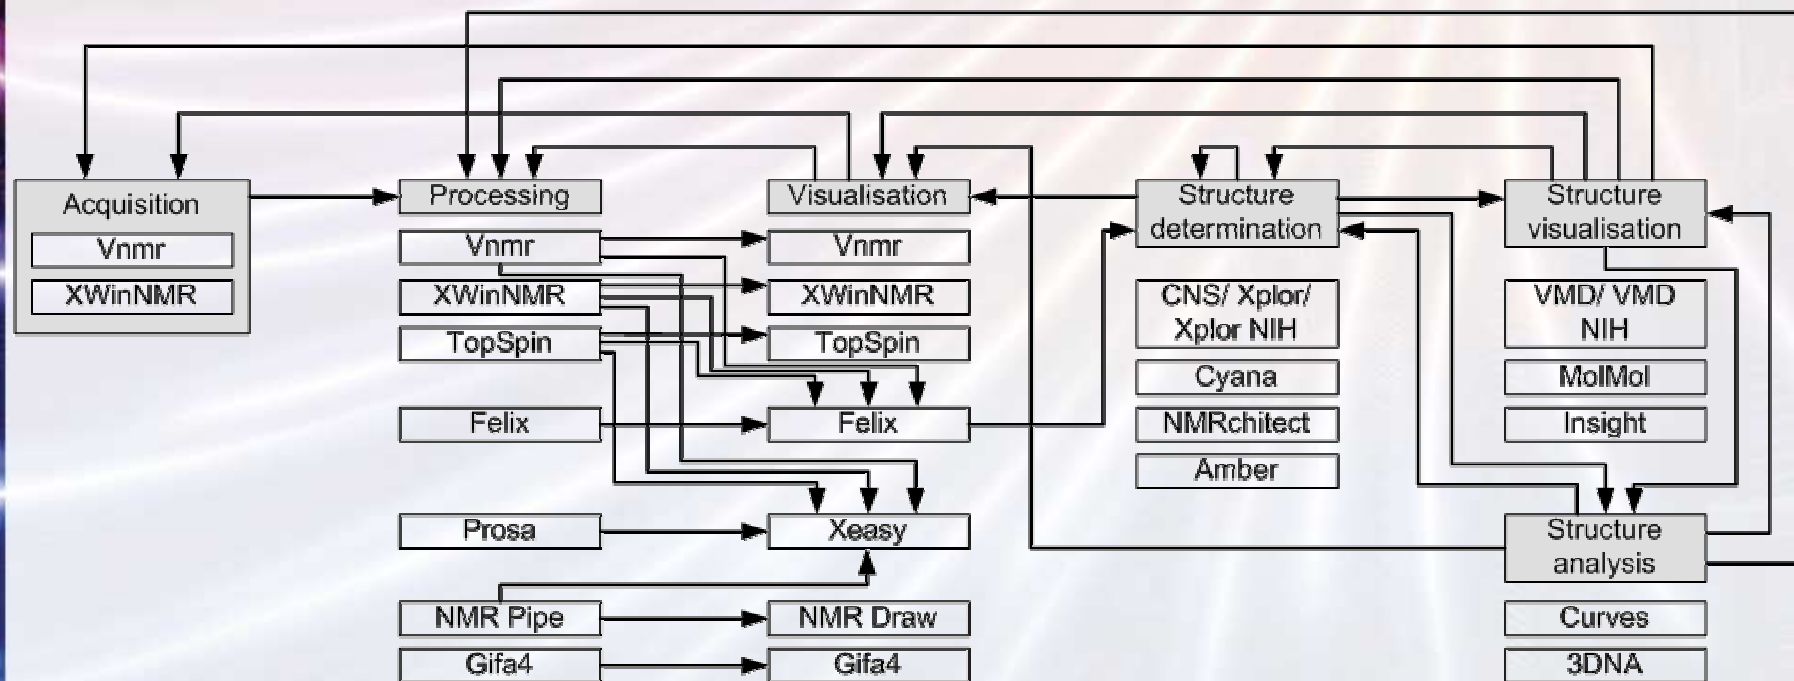 Acquisition
Vnmr
XWinNMR
Processing
Vnmr
XWinNMR
TopSpin
Felix
Prosa
NMR Pipe
Gifa4
Visualisation
Vnmr
XWinNMR
TopSpin
Felix
Xeasy
NMR Draw
Gifa4
Structure
determination
CNS/ Xplor/
Xplor NIH
Cyana
NMRchitect
Amber
Structure
visualisation
VMD/ VMD
NIH
MolMol
Insight
Structure
analysis
Curves
3DNA